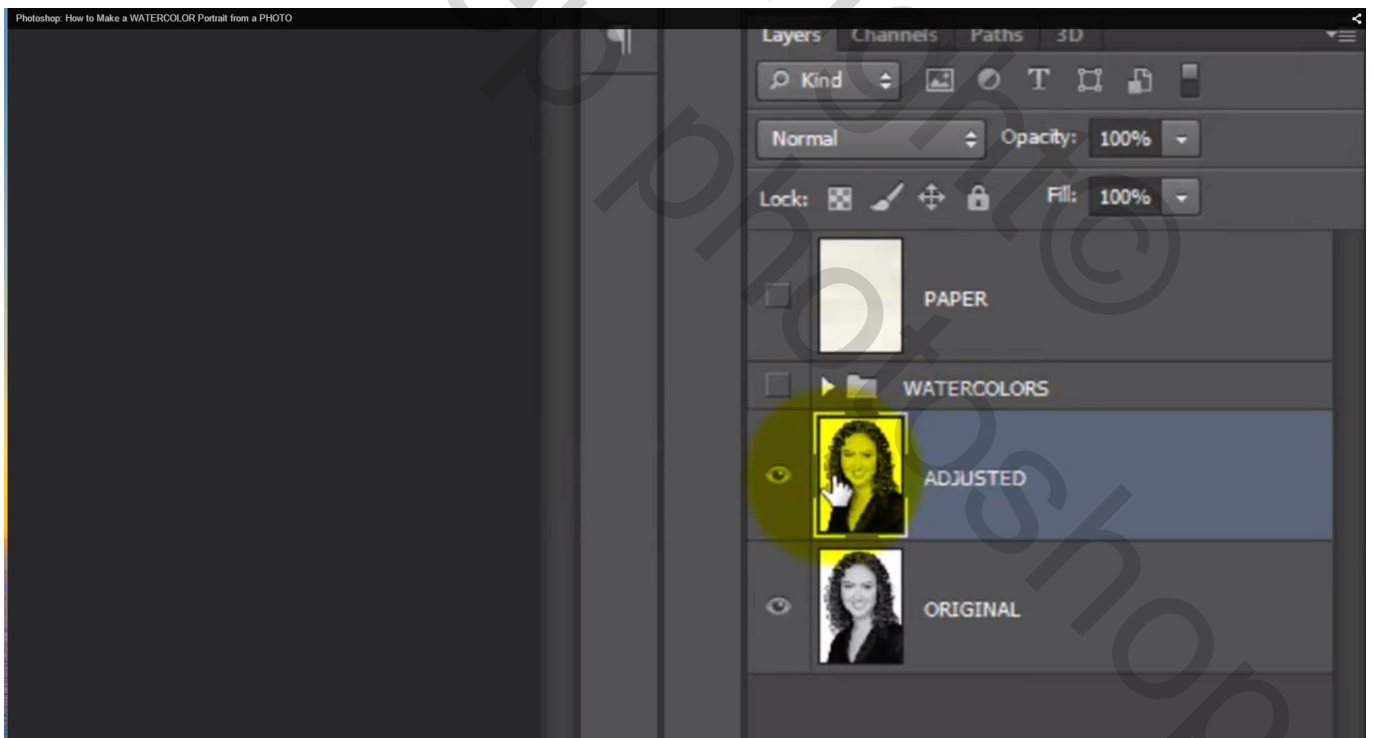 Photoshop: How to Make a WATERCOLOR Portrait from a PHOTO
Layers Channels Paths 3D
Kind T
Normal Opacity: 100%
Lock: Fill: 100%
PAPER
WATERCOLORS
ADJUSTED
ORIGINAL
photoshop
©